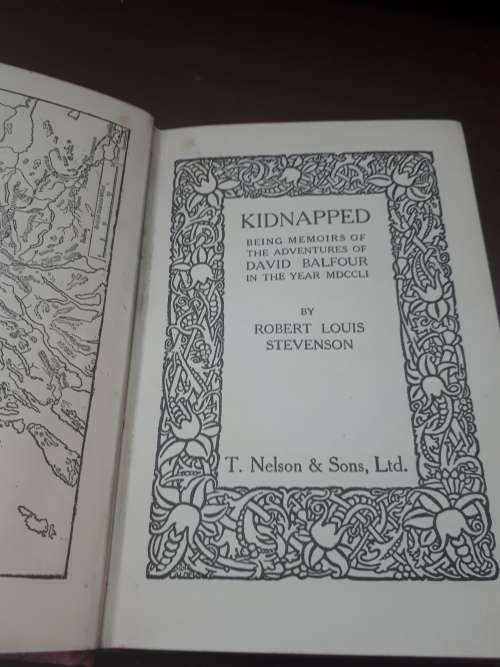 KIDNAPPED
BEING MEMOIRS OF
THE ADVENTURES OF
DAVID BALFOUR
IN THE YEAR MDCCLI
BY
ROBERT LOUIS
STEVENSON
T. Nelson & Sons, Ltd.